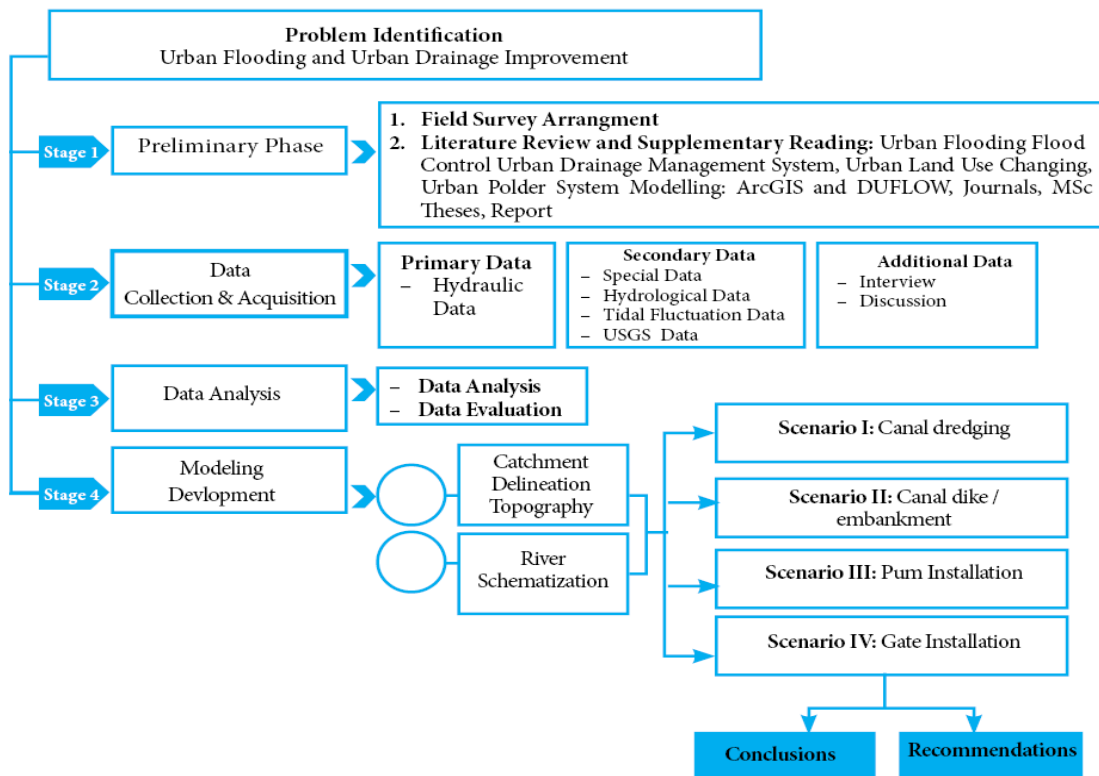 Problem Identification
Urban Flooding and Urban Drainage Improvement
Stage 1
Preliminary Phase
1. Field Survey Arrangment
2. Literature Review and Supplementary Reading: Urban Flooding Flood
Control Urban Drainage Management System, Urban Land Use Changing,
Urban Polder System Modelling: ArcGIS and DUFLOW, Journals, MSc
Theses, Report
Stage 2
Data
Collection & Acquisition
Primary Data
– Hydraulic
Data
Secondary Data
– Special Data
– Hydrological Data
– Tidal Fluctuation Data
– USGS Data
Additional Data
– Interview
– Discussion
Stage 3
Data Analysis
– Data Analysis
– Data Evaluation
Stage 4
Modeling
Devlopment
Catchment
Delineation
Topography
River
Schematization
Scenario I: Canal dredging
Scenario II: Canal dike /
embankment
Scenario III: Pum Installation
Scenario IV: Gate Installation
Conclusions
Recommendations